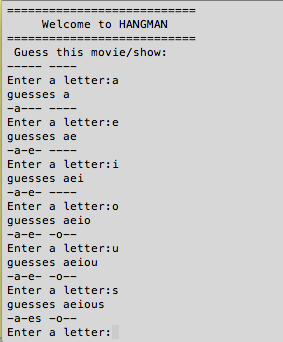 ===========================
Welcome to HANGMAN
===========================
Guess this movie/show:
----- ----
Enter a letter:a
guesses a
-a--- ----
Enter a letter:e
guesses ae
-a-e- ----
Enter a letter:i
guesses aei
-a-e- ----
Enter a letter:o
guesses aeio
-a-e- -o--
Enter a letter:u
guesses aeiou
-a-e- -o--
Enter a letter:s
guesses aeious
-a-es -o--
Enter a letter: